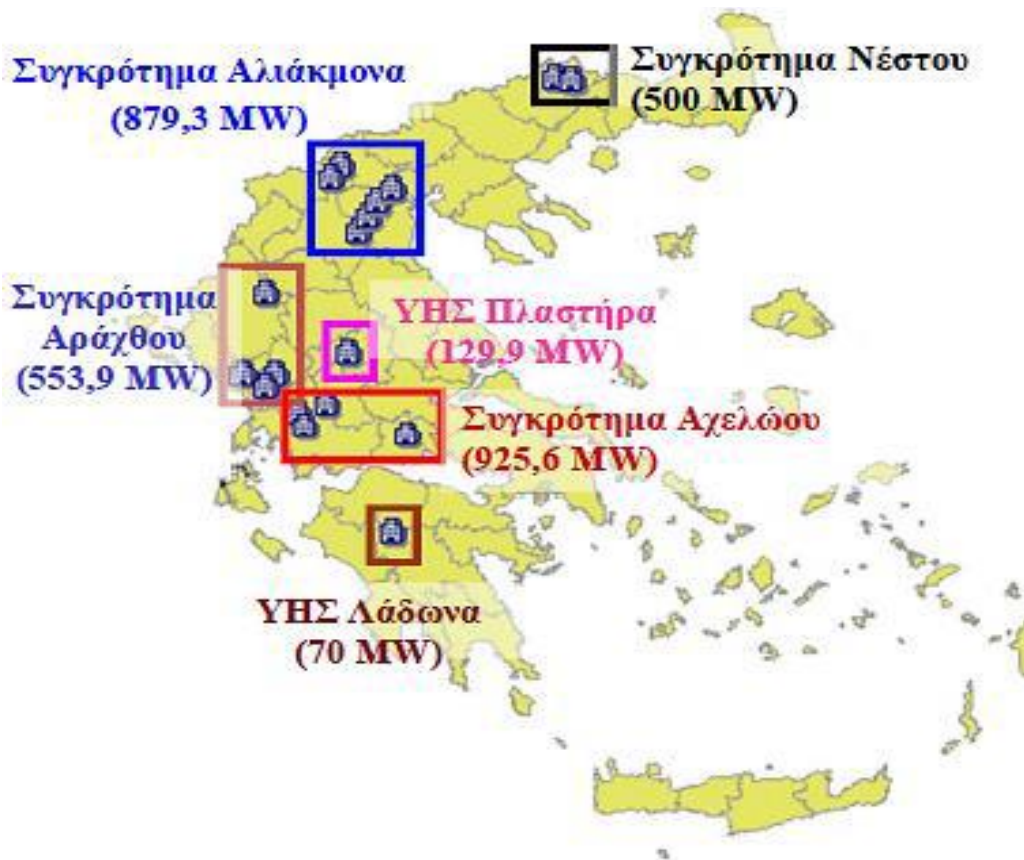 Συγκρότημα Αλιάκμονα
(879,3 MW)
Συγκρότημα Νέστου
(500 MW)
Συγκρότημα
Αράχθου
(553,9 MW)
ΥΗΣ Πλαστήρα
(129,9 MW)
Συγκρότημα Αχελώου
(925,6 MW)
ΥΗΣ Λάδωνα
(70 MW)